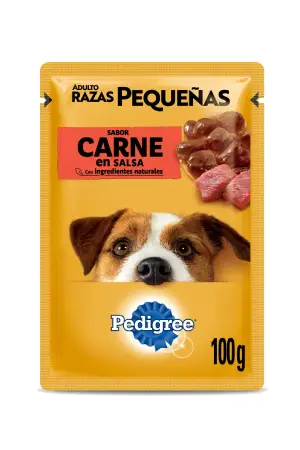 ADULTO
RAZAS PEQUEÑAS
SABOR
CARNE
en SALSA
Con ingredientes naturales
Pedigree
100g